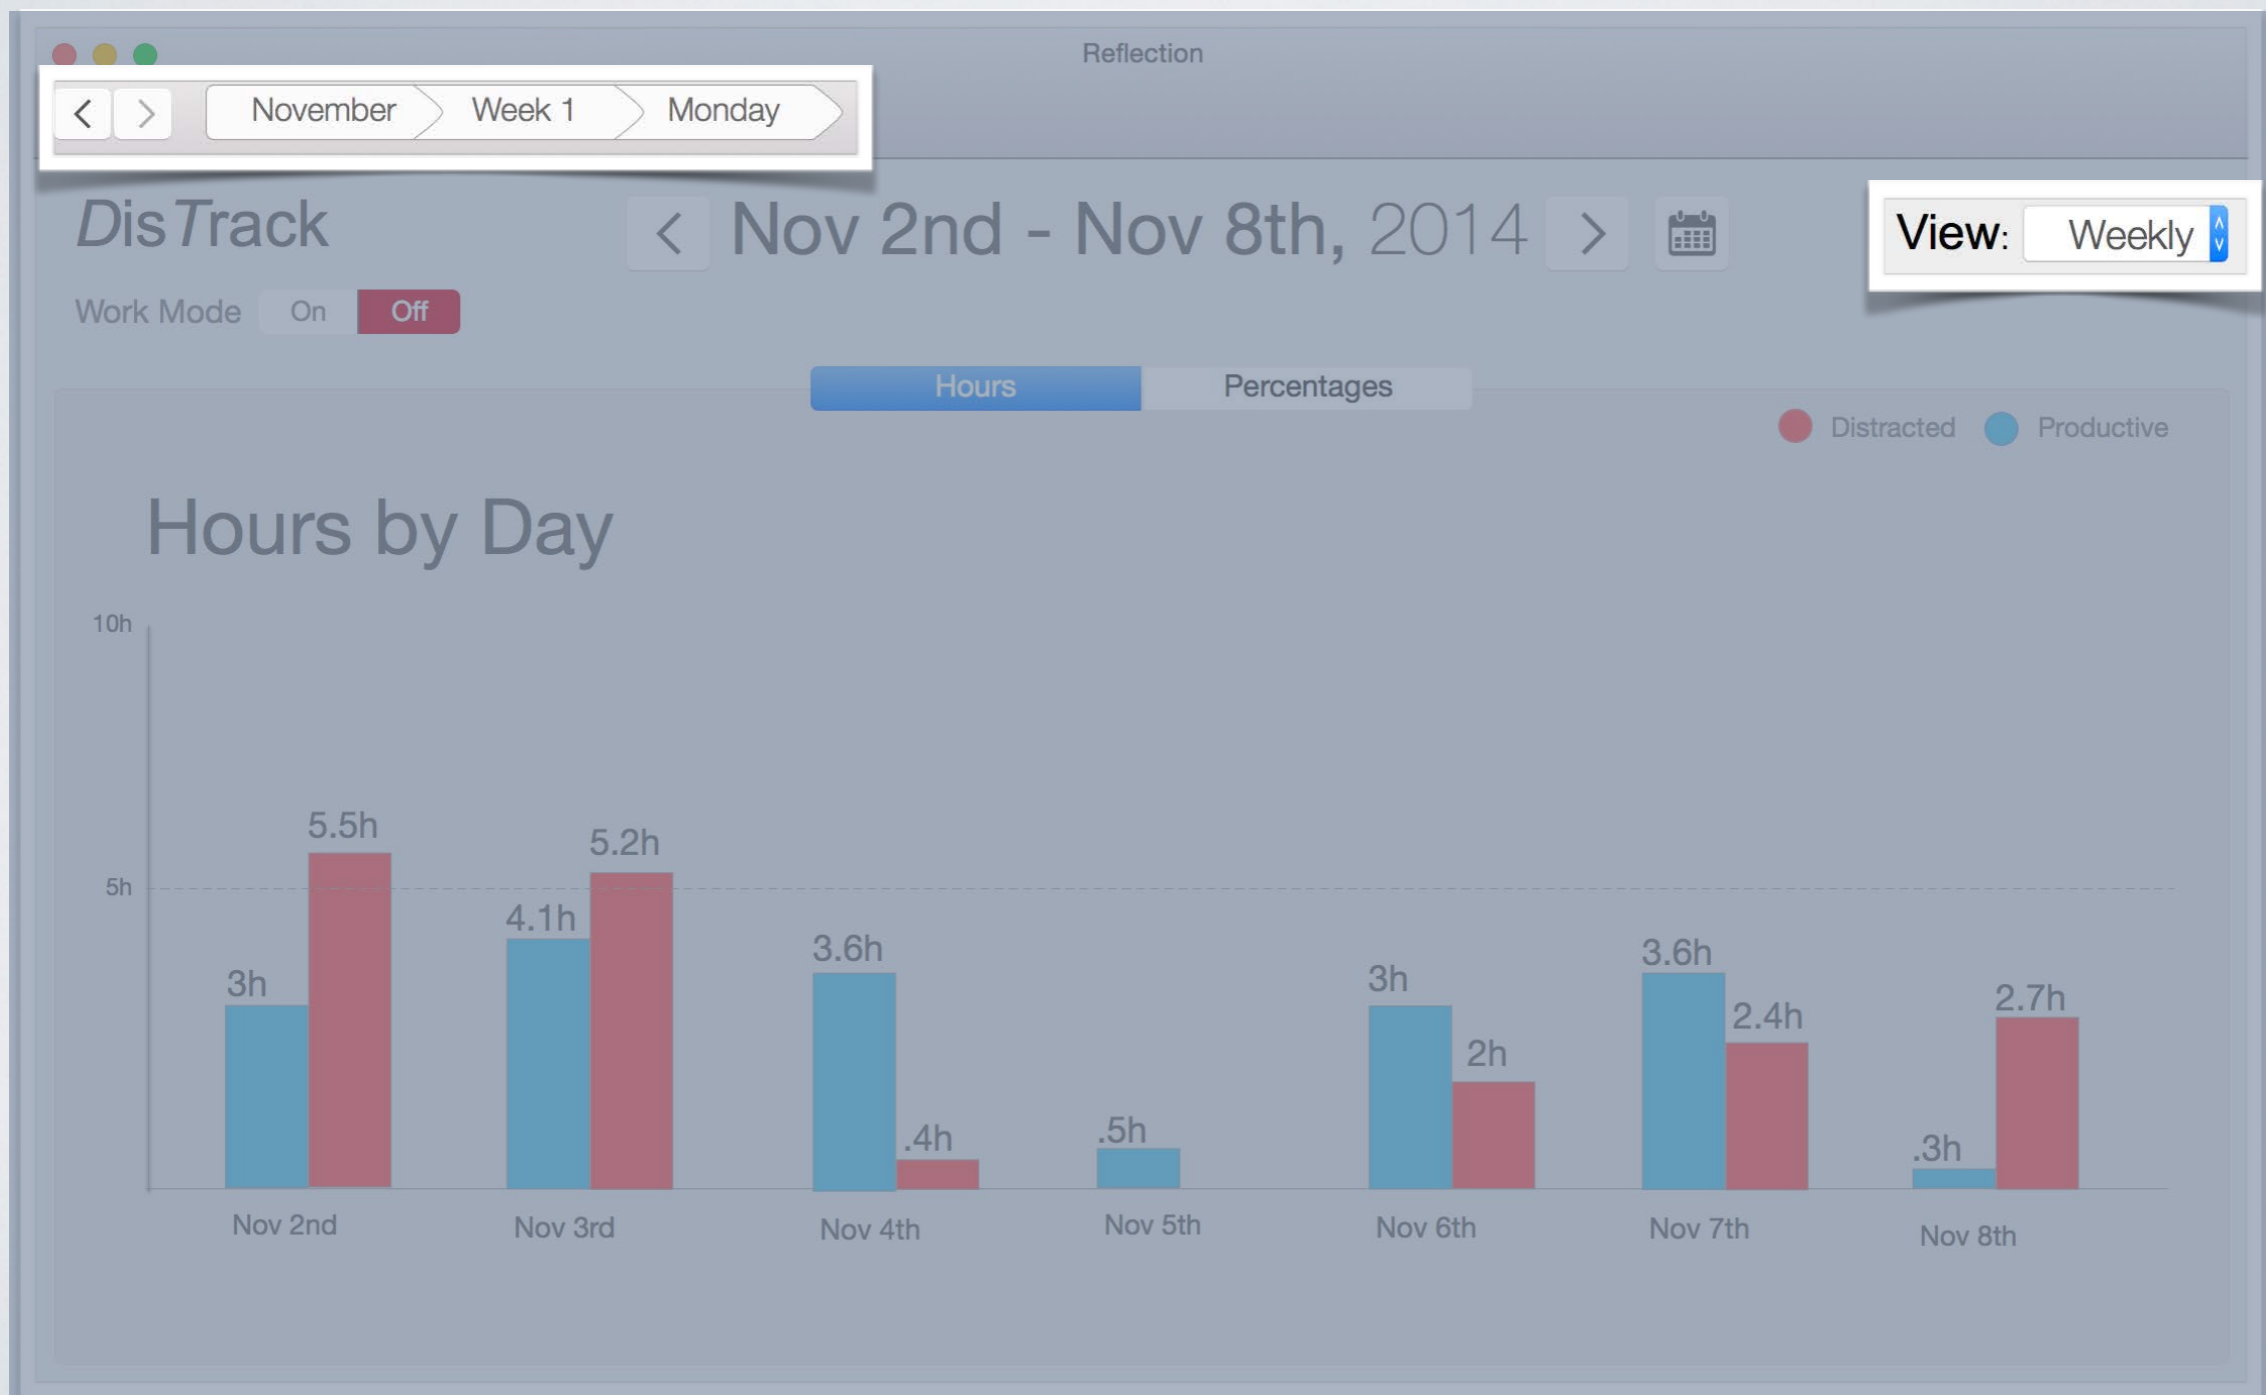 Reflection
November Week 1 Monday
DisTrack
Nov 2nd - Nov 8th, 2014
View: Weekly
Work Mode On Off
Hours Percentages
Distracted Productive
Hours by Day
10h
5.5h
5.2h
5h
4.1h
3.6h
3.6h
3h
3h
2.7h
2.4h
2h
.5h
.4h
.3h
Nov 2nd Nov 3rd Nov 4th Nov 5th Nov 6th Nov 7th Nov 8th